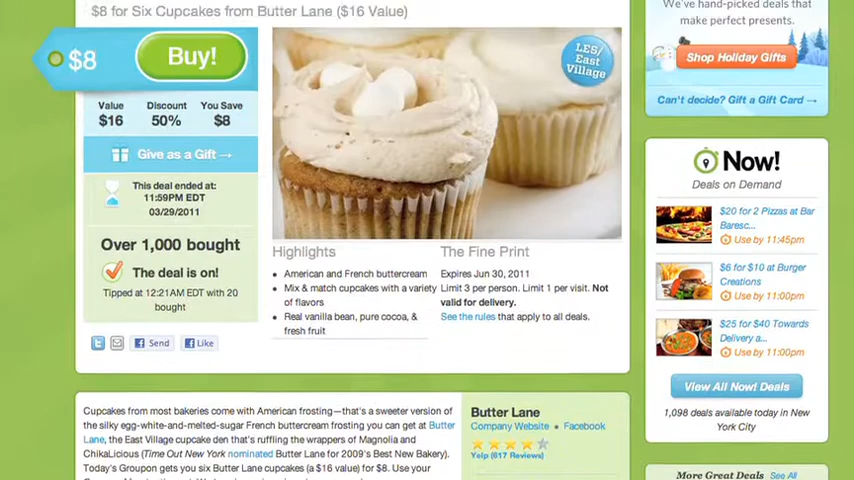 $8 for Six Cupcakes from Butter Lane ($16 Value)
$8
Buy!
Value
Discount
You Save
$16
50%
$8
Give as a Gift →
This deal ended at:
11:59PM EDT
03/29/2011
Over 1,000 bought
The deal is on!
Tipped at 12:21AM EDT with 20
bought
Send
Like
LES/
East
Village
Highlights
American and French buttercream
Mix & match cupcakes with a variety
of flavors
Real vanilla bean, pure cocoa, &
fresh fruit
The Fine Print
Expires Jun 30, 2011
Limit 3 per person. Limit 1 per visit. Not
valid for delivery.
See the rules that apply to all deals.
Cupcakes from most bakeries come with American frosting—that's a sweeter version of
the silky egg-white-and-melted-sugar French buttercream frosting you can get at Butter
Lane, the East Village cupcake den that's ruffling the wrappers of Magnolia and
ChikaLicious (Time Out New York nominated Butter Lane for 2009's Best New Bakery).
Today's Groupon gets you six Butter Lane cupcakes (a $16 value) for $8. Use your
Butter Lane
Company Website • Facebook
Yelp (617 Reviews)
We've hand-picked deals that
make perfect presents.
Shop Holiday Gifts
Can't decide? Gift a Gift Card →
Now!
Deals on Demand
$20 for 2 Pizzas at Bar
Baresc...
Use by 11:45pm
$6 for $10 at Burger
Creations
Use by 11:00pm
$25 for $40 Towards
Delivery a...
Use by 11:00pm
View All Now! Deals
1,098 deals available today in New
York City
More Great Deals
See All